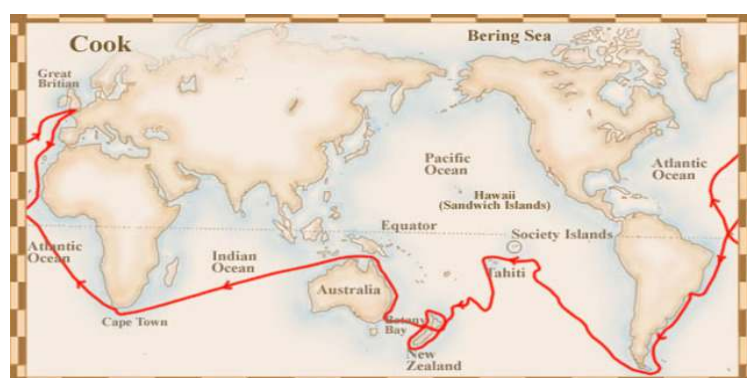 Cook
Bering Sea
Great
Britian
Pacific
Ocean
Atlantic
Ocean
Hawaii
(Sandwich Islands)
Equator
Society Islands
Atlantic
Ocean
Indian
Ocean
Tahiti
Australia
Cape Town
Botany
Bay
New
Zealand